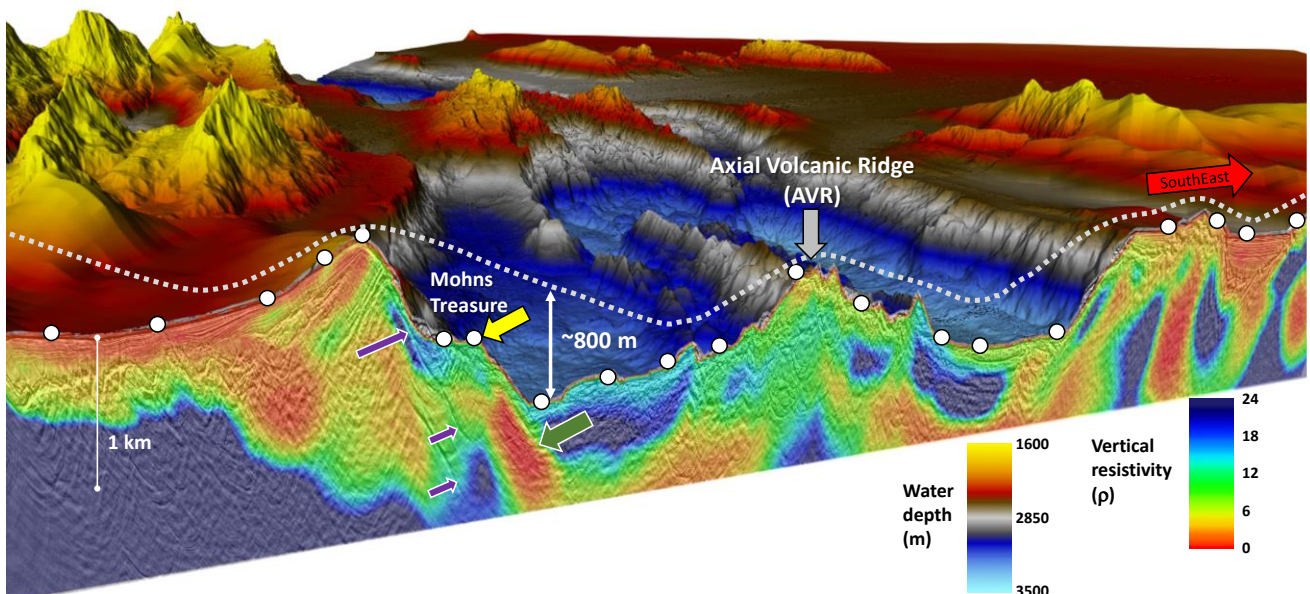 Axial Volcanic Ridge
(AVR)
SouthEast
Mohns
Treasure
~800 m
1 km
Water
depth
(m)
1600
2850
3500
Vertical
resistivity
(ρ)
24
18
12
6
0